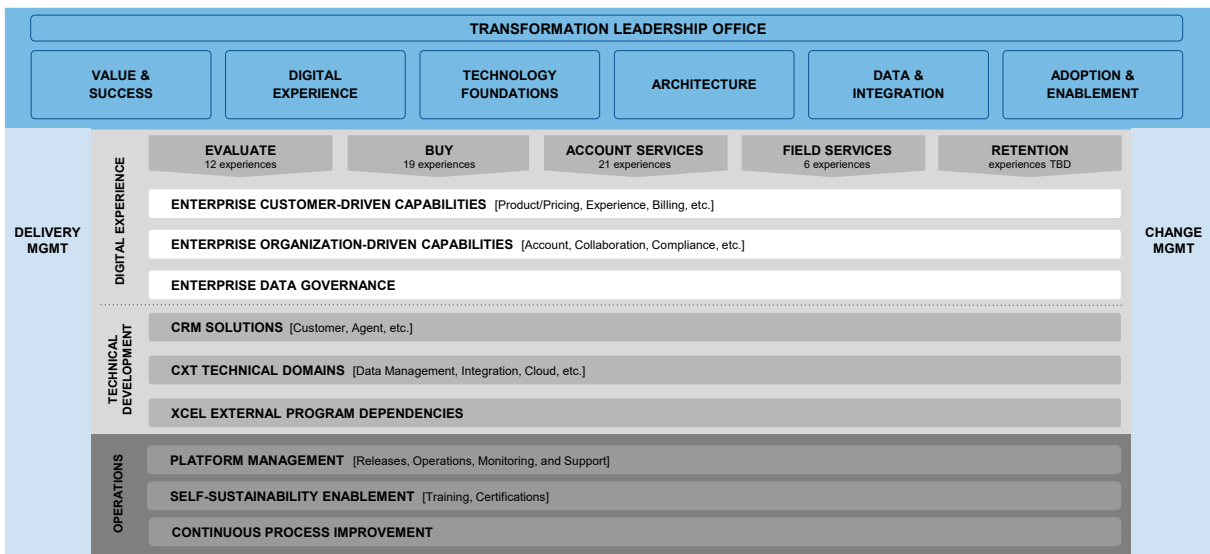 TRANSFORMATION LEADERSHIP OFFICE
VALUE &
SUCCESS
DIGITAL
EXPERIENCE
TECHNOLOGY
FOUNDATIONS
ARCHITECTURE
DATA &
INTEGRATION
ADOPTION &
ENABLEMENT
DELIVERY
MGMT
DIGITAL EXPERIENCE
EVALUATE
12 experiences
BUY
19 experiences
ACCOUNT SERVICES
21 experiences
FIELD SERVICES
6 experiences
RETENTION
experiences TBD
ENTERPRISE CUSTOMER-DRIVEN CAPABILITIES [Product/Pricing, Experience, Billing, etc.]
ENTERPRISE ORGANIZATION-DRIVEN CAPABILITIES [Account, Collaboration, Compliance, etc.]
ENTERPRISE DATA GOVERNANCE
TECHNICAL
DEVELOPMENT
CRM SOLUTIONS [Customer, Agent, etc.]
CXT TECHNICAL DOMAINS [Data Management, Integration, Cloud, etc.]
XCEL EXTERNAL PROGRAM DEPENDENCIES
OPERATIONS
PLATFORM MANAGEMENT [Releases, Operations, Monitoring, and Support]
SELF-SUSTAINABILITY ENABLEMENT [Training, Certifications]
CONTINUOUS PROCESS IMPROVEMENT
CHANGE
MGMT